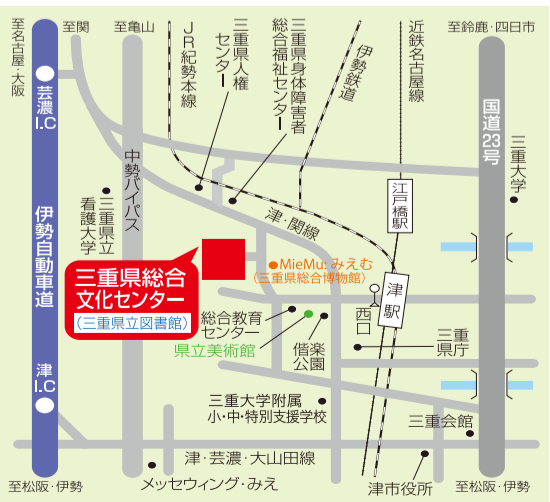 至名古屋・大阪
至関
至亀山
JR紀勢本線
三重県人権
センター
三重県身体障害者
総合福祉センター
伊勢鉄道
近鉄名古屋線
至鈴鹿・四日市
芸濃
I.C
国道23号
三重大学
中勢バイパス
三重県立
看護大学
江戸橋駅
津・関線
伊勢自動車道
三重県総合
文化センター
(三重県立図書館)
MieMu:みえむ
(三重県総合博物館)
津駅
西口
総合教育
センター
県立美術館
偕楽
公園
三重
県庁
津
I.C
三重大学附属
小・中・特別支援学校
三重会館
津・芸濃・大山田線
至松阪・伊勢
メッセウィング・みえ
津市役所
至松阪・伊勢